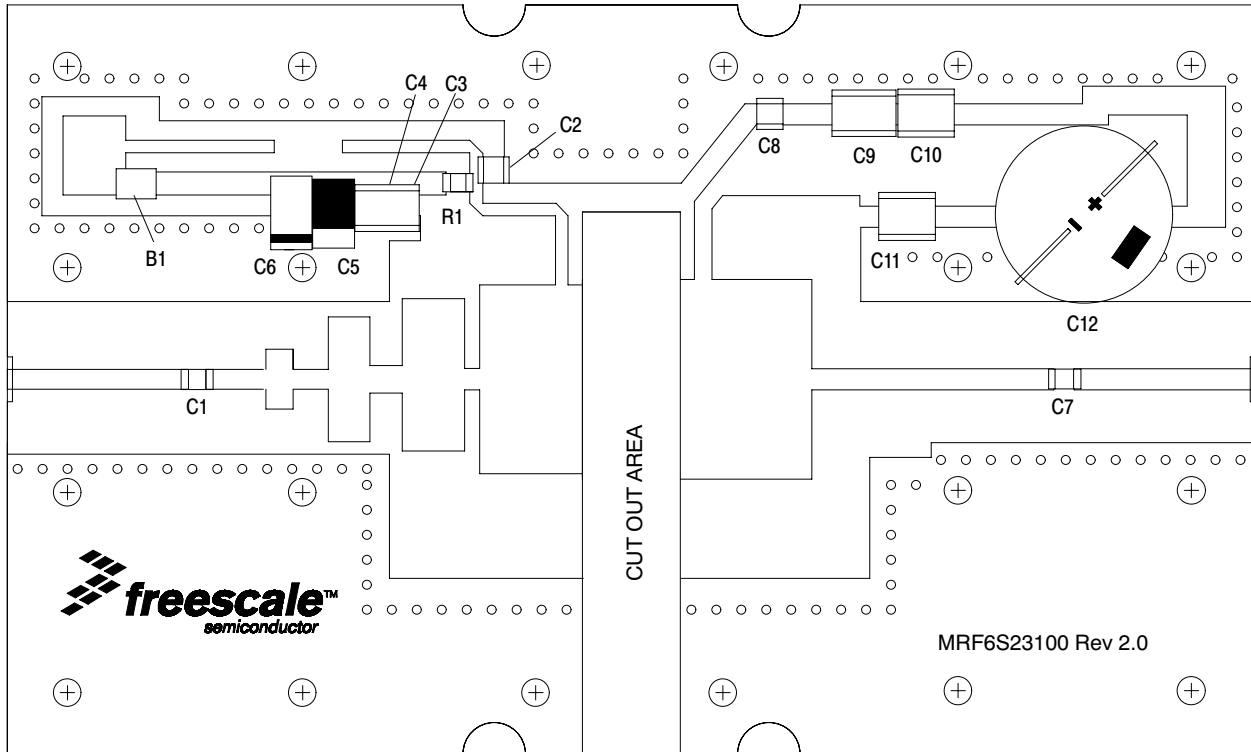 C4 C3
C2
C8
C9 C10
R1
B1
C6 C5
C11
C12
C1
C7
CUT OUT AREA
freescale™
semiconductor
MRF6S23100 Rev 2.0